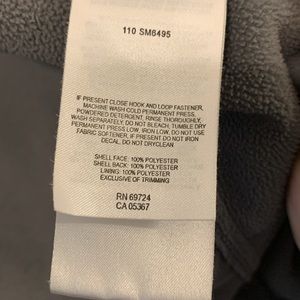 110 SM6495
IF PRESENT CLOSE HOOK AND LOOP FASTENER,
MACHINE WASH COLD PERMANENT PRESS,
POWDERED DETERGENT, RINSE THOROUGHLY,
WASH SEPARATELY. DO NOT BLEACH, TUMBLE DRY
PERMANENT PRESS LOW, IRON LOW, DO NOT USE
FABRIC SOFTENER, IF PRESENT DO NOT IRON
DECAL, DO NOT DRYCLEAN
SHELL FACE: 100% POLYESTER
SHELL BACK: 100% POLYESTER
LINING: 100% POLYESTER
EXCLUSIVE OF TRIMMING
RN 69724
CA 05367